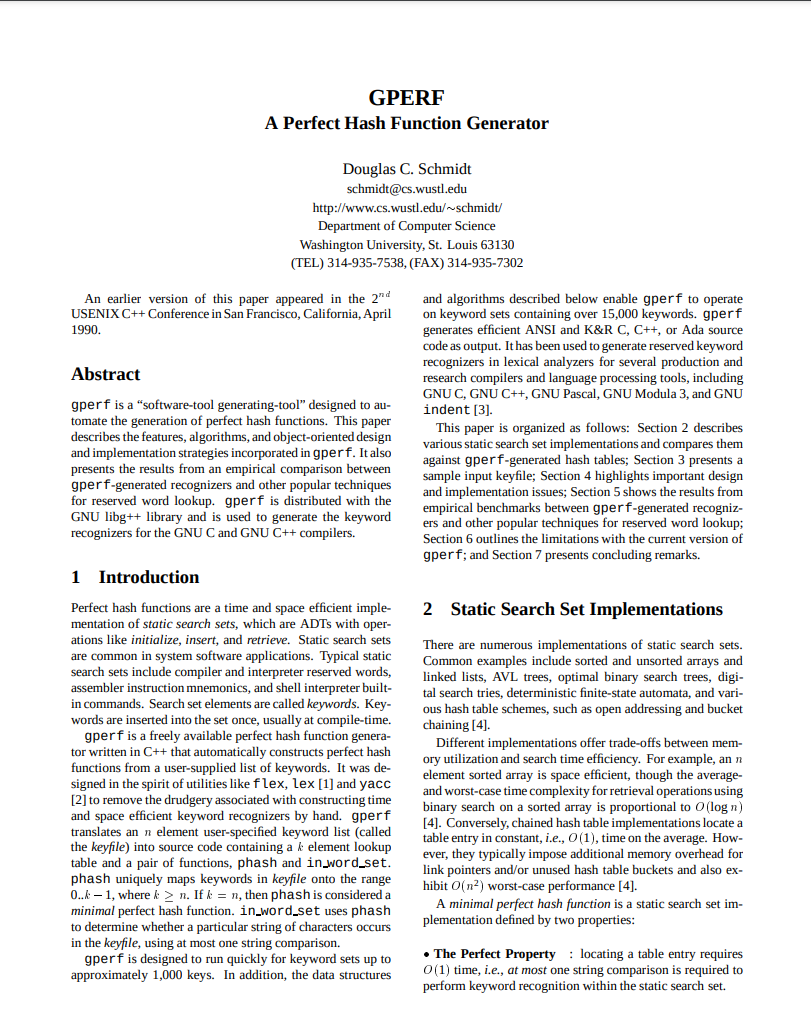 GPERF
A Perfect Hash Function Generator
Douglas C. Schmidt
schmidt@cs.wustl.edu
http://www.cs.wustl.edu/∼schmidt/
Department of Computer Science
Washington University, St. Louis 63130
(TEL) 314-935-7538, (FAX) 314-935-7302
An earlier version of this paper appeared in the 2nd
USENIX C++ Conference in San Francisco, California, April
1990.
Abstract
gperf is a “software-tool generating-tool” designed to au-
tomate the generation of perfect hash functions. This paper
describes the features, algorithms, and object-oriented design
and implementation strategies incorporated in gperf. It also
presents the results from an empirical comparison between
gperf-generated recognizers and other popular techniques
for reserved word lookup. gperf is distributed with the
GNU libg++ library and is used to generate the keyword
recognizers for the GNU C and GNU C++ compilers.
1 Introduction
Perfect hash functions are a time and space efficient imple-
mentation of static search sets, which are ADTs with oper-
ations like initialize, insert, and retrieve. Static search sets
are common in system software applications. Typical static
search sets include compiler and interpreter reserved words,
assembler instruction mnemonics, and shell interpreter built-
in commands. Search set elements are called keywords. Key-
words are inserted into the set once, usually at compile-time.
gperf is a freely available perfect hash function genera-
tor written in C++ that automatically constructs perfect hash
functions from a user-supplied list of keywords. It was de-
signed in the spirit of utilities like flex, lex [1] and yacc
[2] to remove the drudgery associated with constructing time
and space efficient keyword recognizers by hand. gperf
translates an n element user-specified keyword list (called
the keyfile) into source code containing a k element lookup
table and a pair of functions, phash and in_word_set.
phash uniquely maps keywords in keyfile onto the range
0..k − 1, where k ≥ n. If k = n, then phash is considered a
minimal perfect hash function. in_word_set uses phash
to determine whether a particular string of characters occurs
in the keyfile, using at most one string comparison.
gperf is designed to run quickly for keyword sets up to
approximately 1,000 keys. In addition, the data structures
and algorithms described below enable gperf to operate
on keyword sets containing over 15,000 keywords. gperf
generates efficient ANSI and K&R C, C++, or Ada source
code as output. It has been used to generate reserved keyword
recognizers in lexical analyzers for several production and
research compilers and language processing tools, including
GNU C, GNU C++, GNU Pascal, GNU Modula 3, and GNU
indent [3].
This paper is organized as follows: Section 2 describes
various static search set implementations and compares them
against gperf-generated hash tables; Section 3 presents a
sample input keyfile; Section 4 highlights important design
and implementation issues; Section 5 shows the results from
empirical benchmarks between gperf-generated recogniz-
ers and other popular techniques for reserved word lookup;
Section 6 outlines the limitations with the current version of
gperf; and Section 7 presents concluding remarks.
2 Static Search Set Implementations
There are numerous implementations of static search sets.
Common examples include sorted and unsorted arrays and
linked lists, AVL trees, optimal binary search trees, digi-
tal search tries, deterministic finite-state automata, and vari-
ous hash table schemes, such as open addressing and bucket
chaining [4].
Different implementations offer trade-offs between mem-
ory utilization and search time efficiency. For example, an n
element sorted array is space efficient, though the average-
and worst-case time complexity for retrieval operations using
binary search on a sorted array is proportional to O(log n)
[4]. Conversely, chained hash table implementations locate a
table entry in constant, i.e., O(1), time on the average. How-
ever, they typically impose additional memory overhead for
link pointers and/or unused hash table buckets and also ex-
hibit O(n²) worst-case performance [4].
A minimal perfect hash function is a static search set im-
plementation defined by two properties:
• The Perfect Property : locating a table entry requires
O(1) time, i.e., at most one string comparison is required to
perform keyword recognition within the static search set.